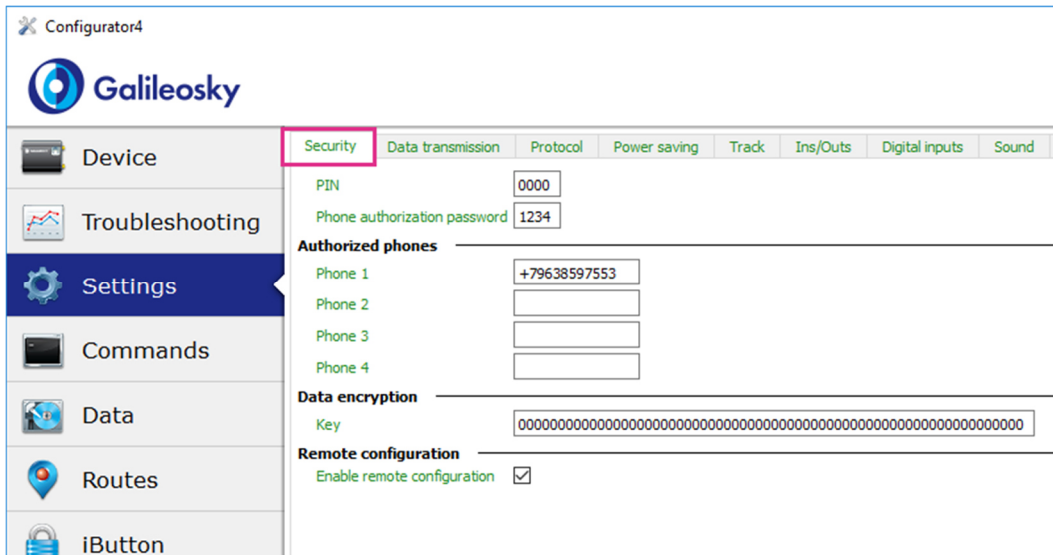 Configurator4
Galileosky
Device
Troubleshooting
Settings
Commands
Data
Routes
iButton
Security Data transmission Protocol Power saving Track Ins/Outs Digital inputs Sound
PIN 0000
Phone authorization password 1234
Authorized phones
Phone 1 +79638597553
Phone 2
Phone 3
Phone 4
Data encryption
Key 0000000000000000000000000000000000000000000000000000000000000000
Remote configuration
Enable remote configuration